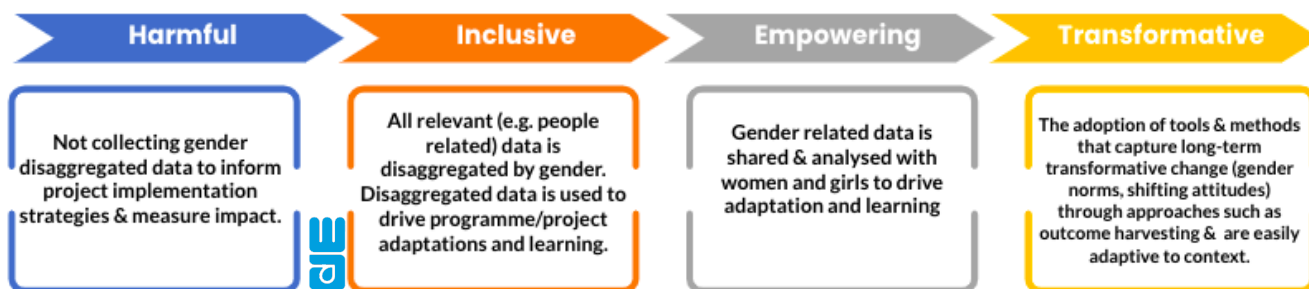 Harmful
Inclusive
Empowering
Transformative
Not collecting gender
disaggregated data to inform
project implementation
strategies & measure impact.
All relevant (e.g. people
related) data is
disaggregated by gender.
Disaggregated data is used to
drive programme/project
adaptations and learning.
Gender related data is
shared & analysed with
women and girls to drive
adaptation and learning
The adoption of tools & methods
that capture long-term
transformative change (gender
norms, shifting attitudes)
through approaches such as
outcome harvesting & are easily
adaptive to context.